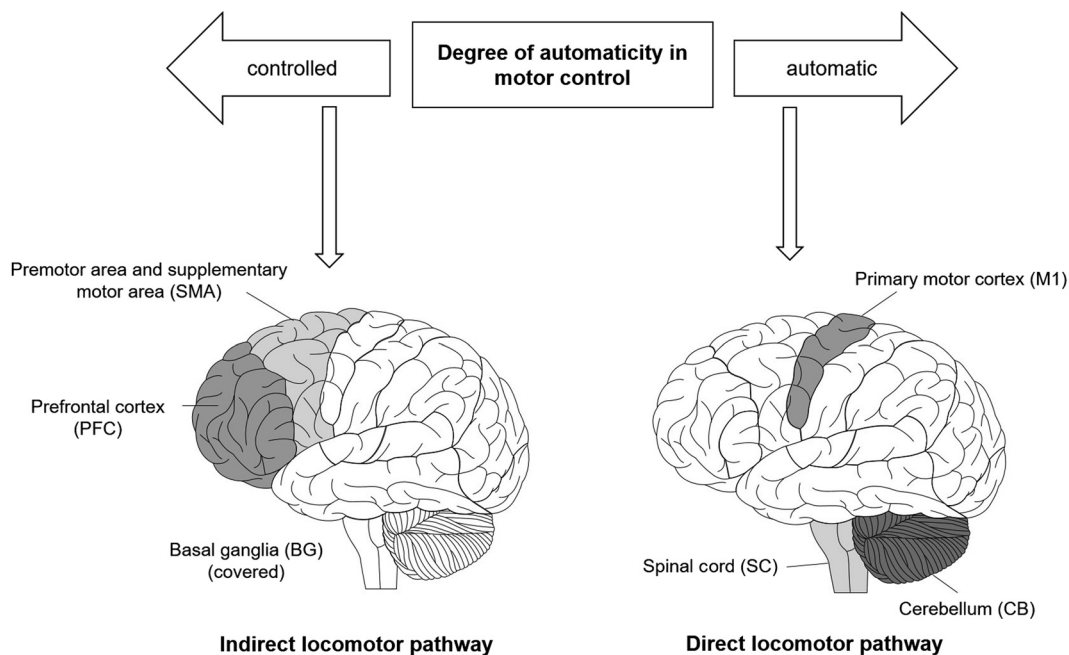 controlled
Degree of automaticity in
motor control
automatic
Premotor area and supplementary
motor area (SMA)
Prefrontal cortex
(PFC)
Basal ganglia (BG)
(covered)
Indirect locomotor pathway
Primary motor cortex (M1)
Spinal cord (SC)
Cerebellum (CB)
Direct locomotor pathway